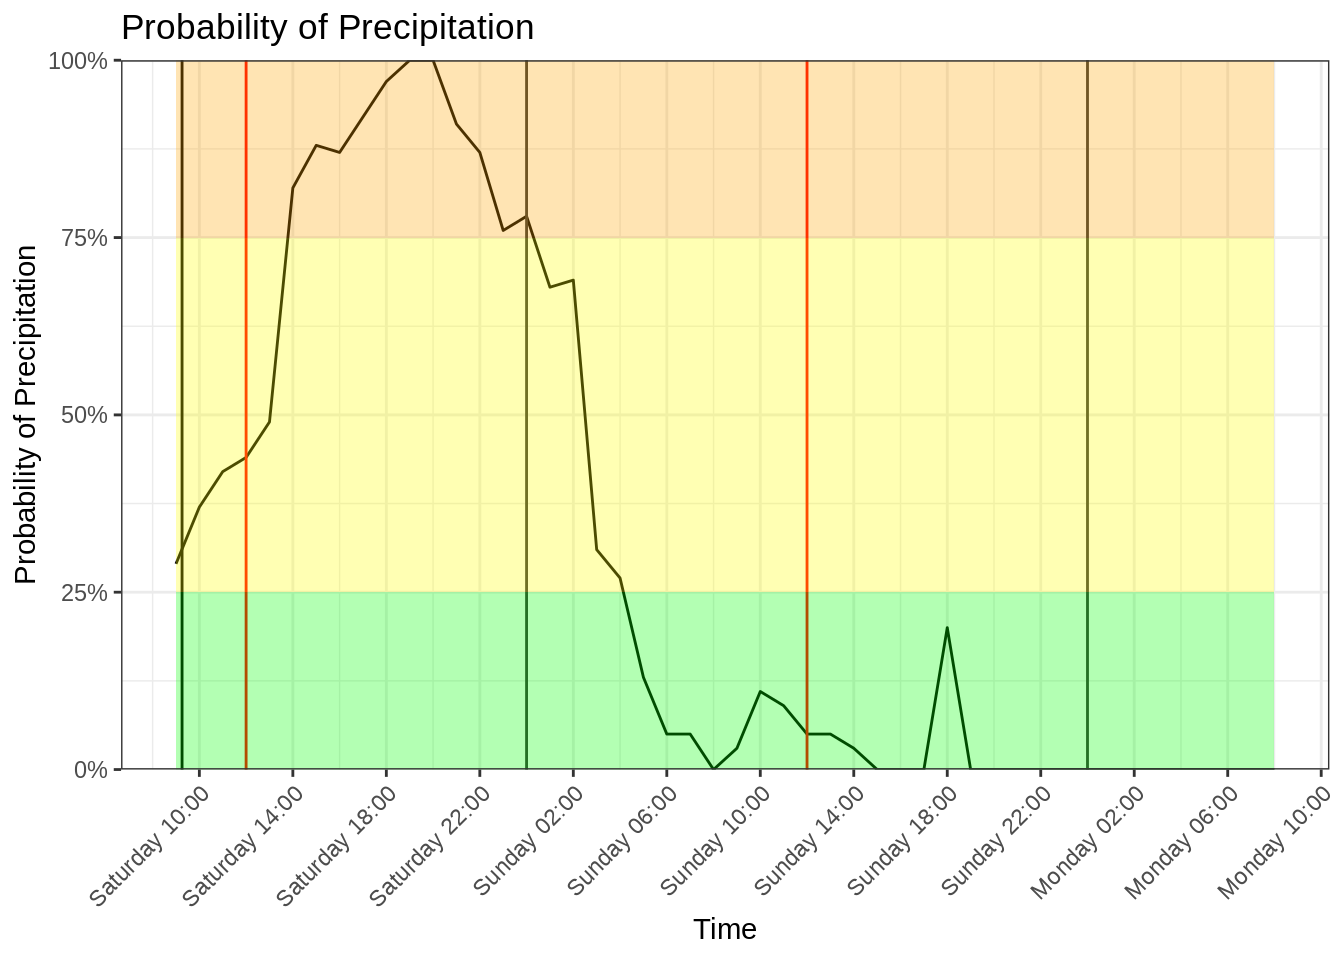 Probability of Precipitation
Probability of Precipitation
100%
75%
50%
25%
0%
Saturday 10:00
Saturday 14:00
Saturday 18:00
Saturday 22:00
Sunday 02:00
Sunday 06:00
Sunday 10:00
Sunday 14:00
Sunday 18:00
Sunday 22:00
Monday 02:00
Monday 06:00
Monday 10:00
Time